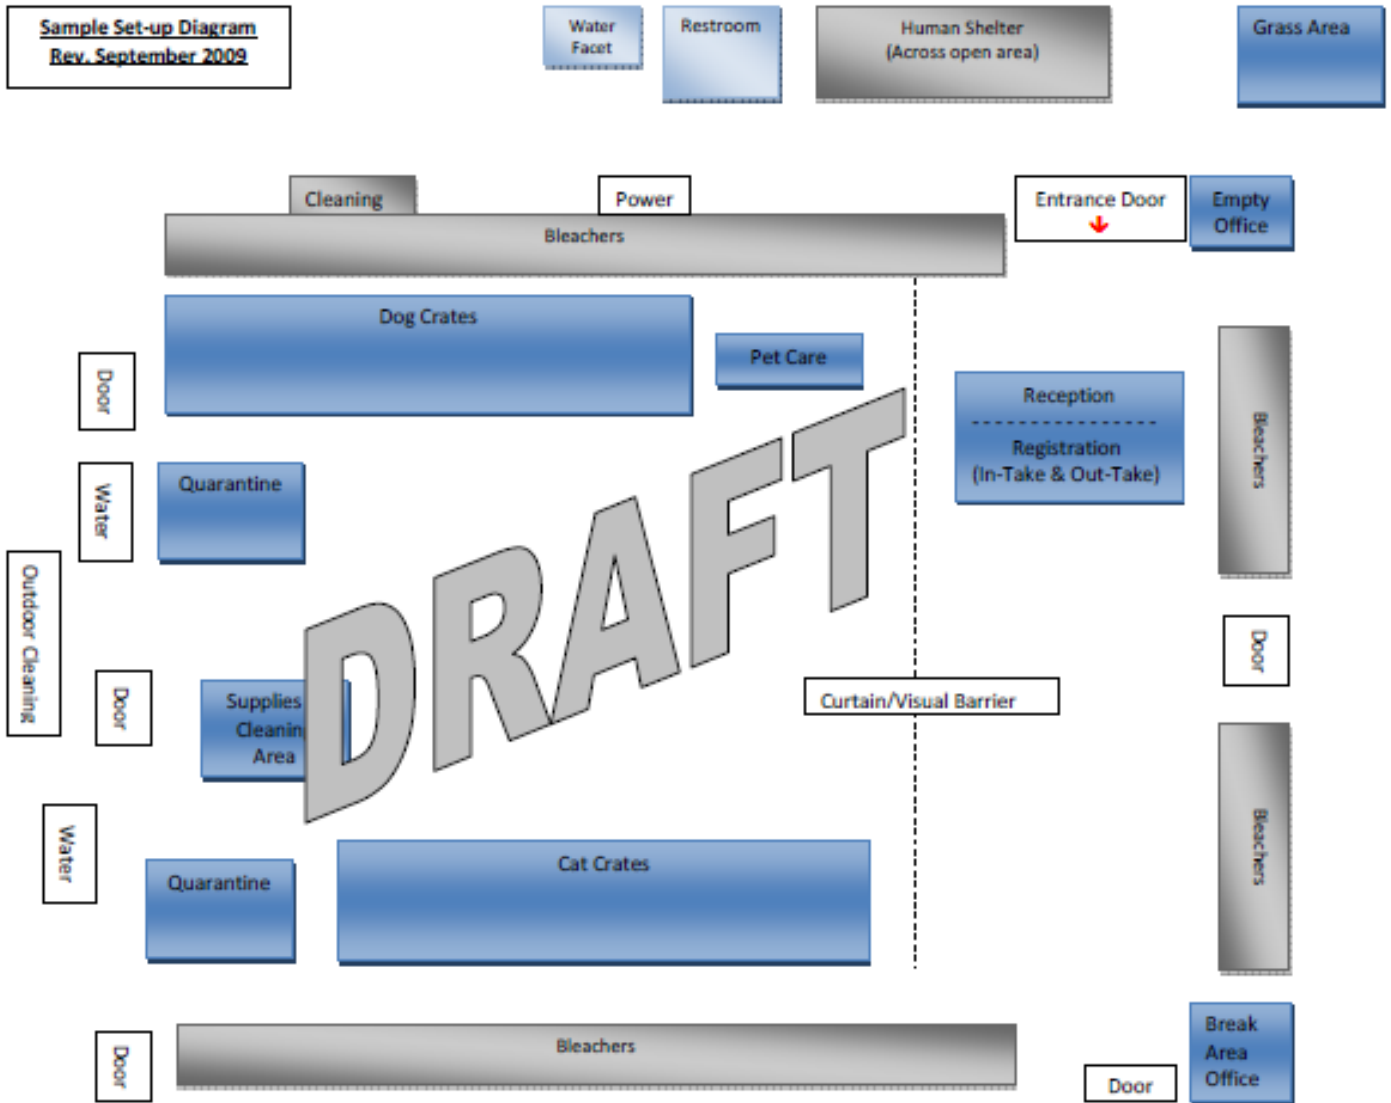 Sample Set-up Diagram
Rev. September 2009
Water
Facet
Restroom
Human Shelter
(Across open area)
Grass Area
Cleaning
Power
Entrance Door
Empty
Office
Bleachers
Dog Crates
Pet Care
Door
Reception
Registration
(In-Take & Out-Take)
Bleachers
Water
Quarantine
DRAFT
Outdoor Cleaning
Door
Door
Supplies
Cleanin
Area
Curtain/Visual Barrier
Water
Quarantine
Cat Crates
Bleachers
Door
Bleachers
Door
Break
Area
Office